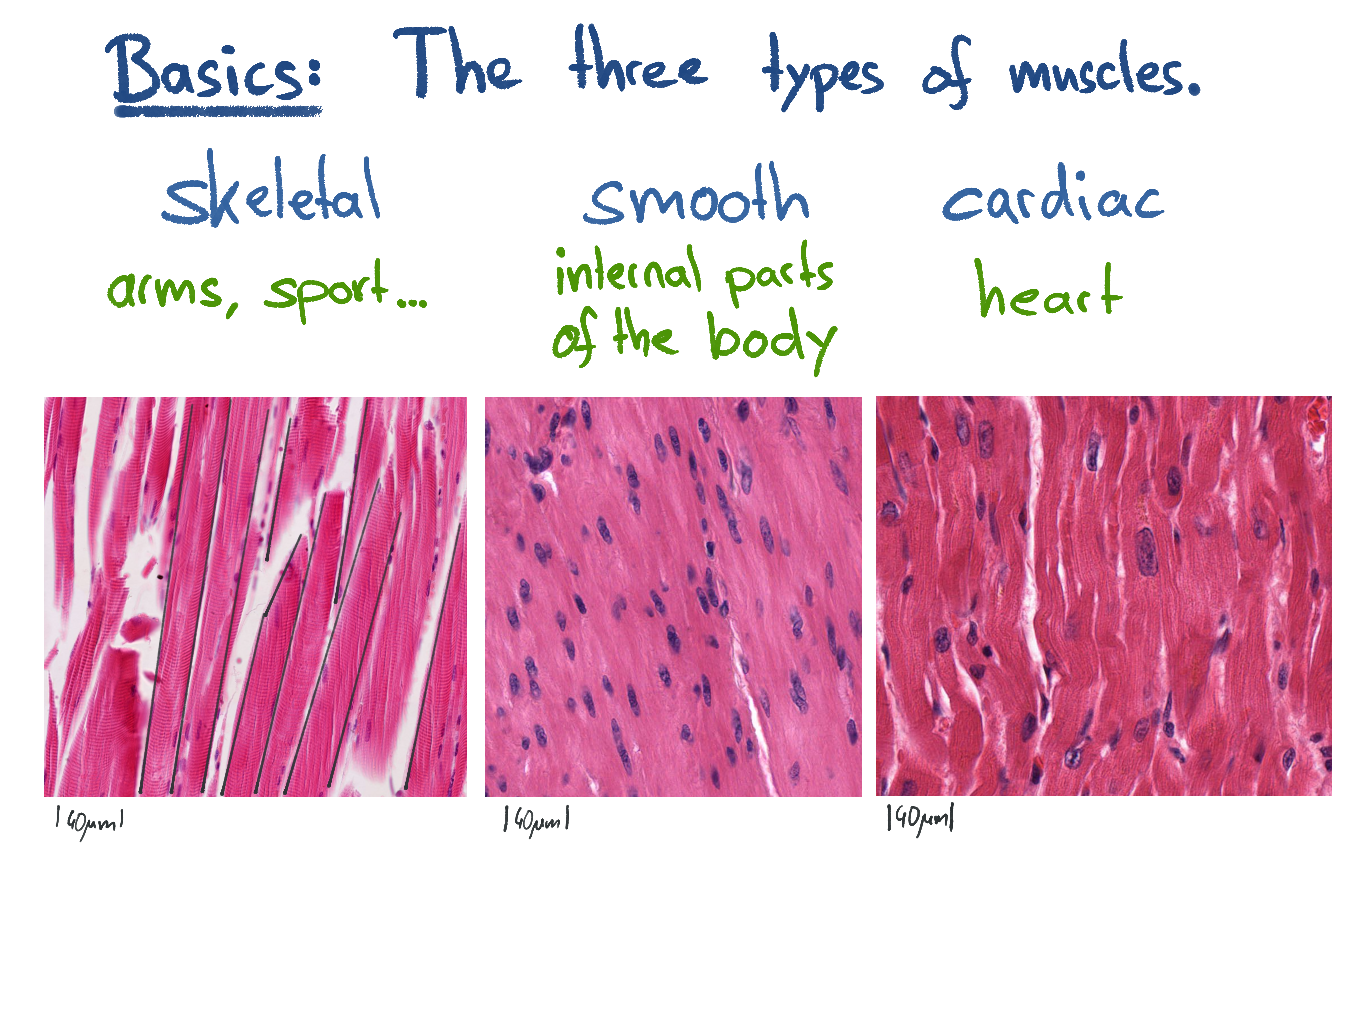 Basics: The three types of muscles.
skeletal smooth cardiac
arms, sport... internal parts of the body heart
|40μm| |40μm| |40μm|